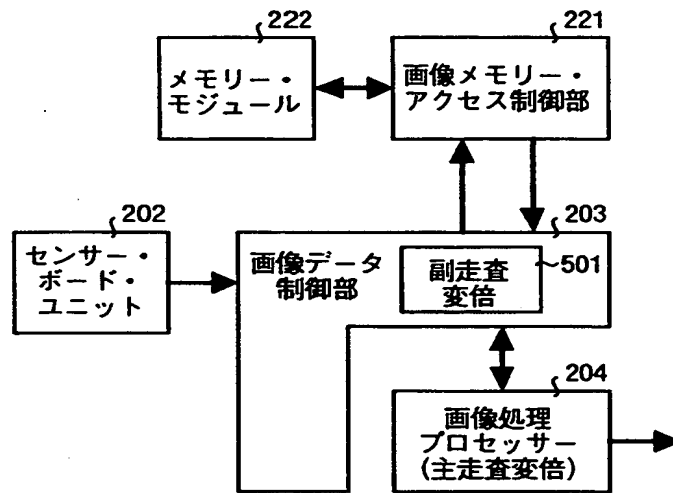 222
メモリー・
モジュール
221
画像メモリー・
アクセス制御部
202
センサー・
ボード・
ユニット
203
画像データ
制御部
副走査
変倍
501
204
画像処理
プロセッサー
(主走査変倍)